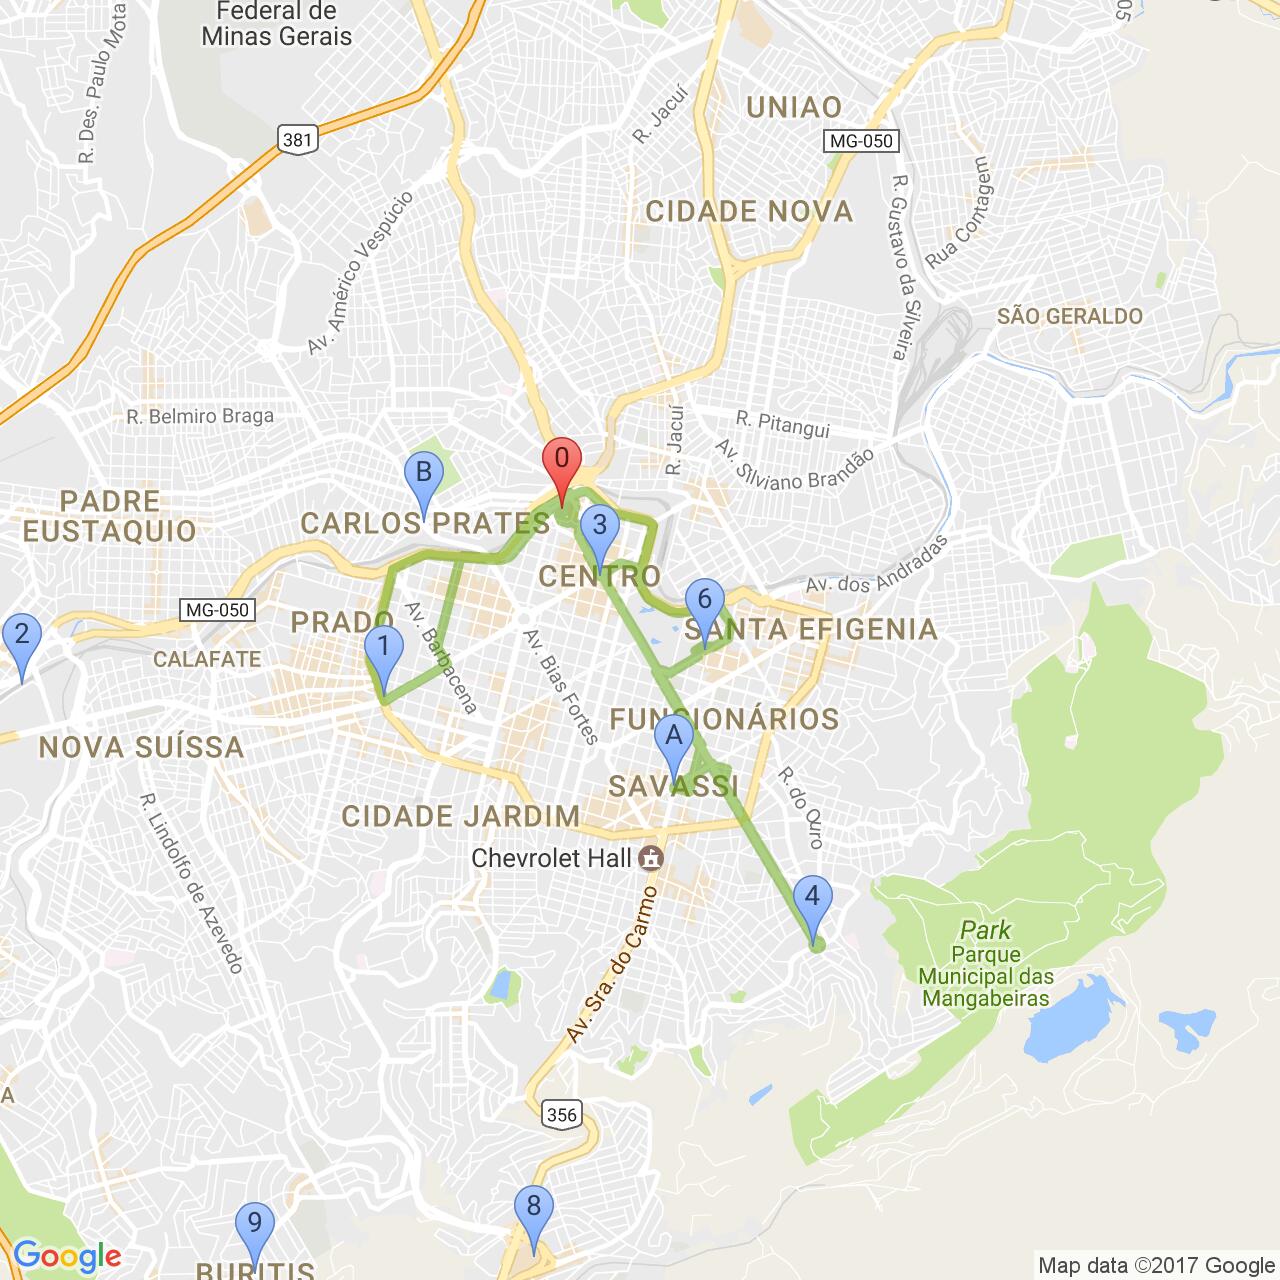 Federal de
Minas Gerais
R. Des. Paulo Mota
05
UNIAO
R. Jacuí
381
MG-050
CIDADE NOVA
R. Gustavo da Silveira
Rua Contagem
Av. Américo Vespúcio
SÃO GERALDO
R. Belmiro Braga
R. Jacuí
R. Pitangui
Av. Silviano Brandão
0
B
PADRE
EUSTAQUIO
CARLOS PRATES
3
CENTRO
Av. dos Andradas
MG-050
PRADO
Av. Barbacena
6
SANTA EFIGENIA
2
1
CALAFATE
Av. Bias Fortes
FUNCIONÁRIOS
NOVA SUÍSSA
A
SAVASSI
R. do Ouro
CIDADE JARDIM
R. Lindolfo de Azevedo
Chevrolet Hall
4
Av. Sra. do Carmo
Park
Parque
Municipal das
Mangabeiras
A
356
8
9
BURITIS
Google
Map data ©2017 Google